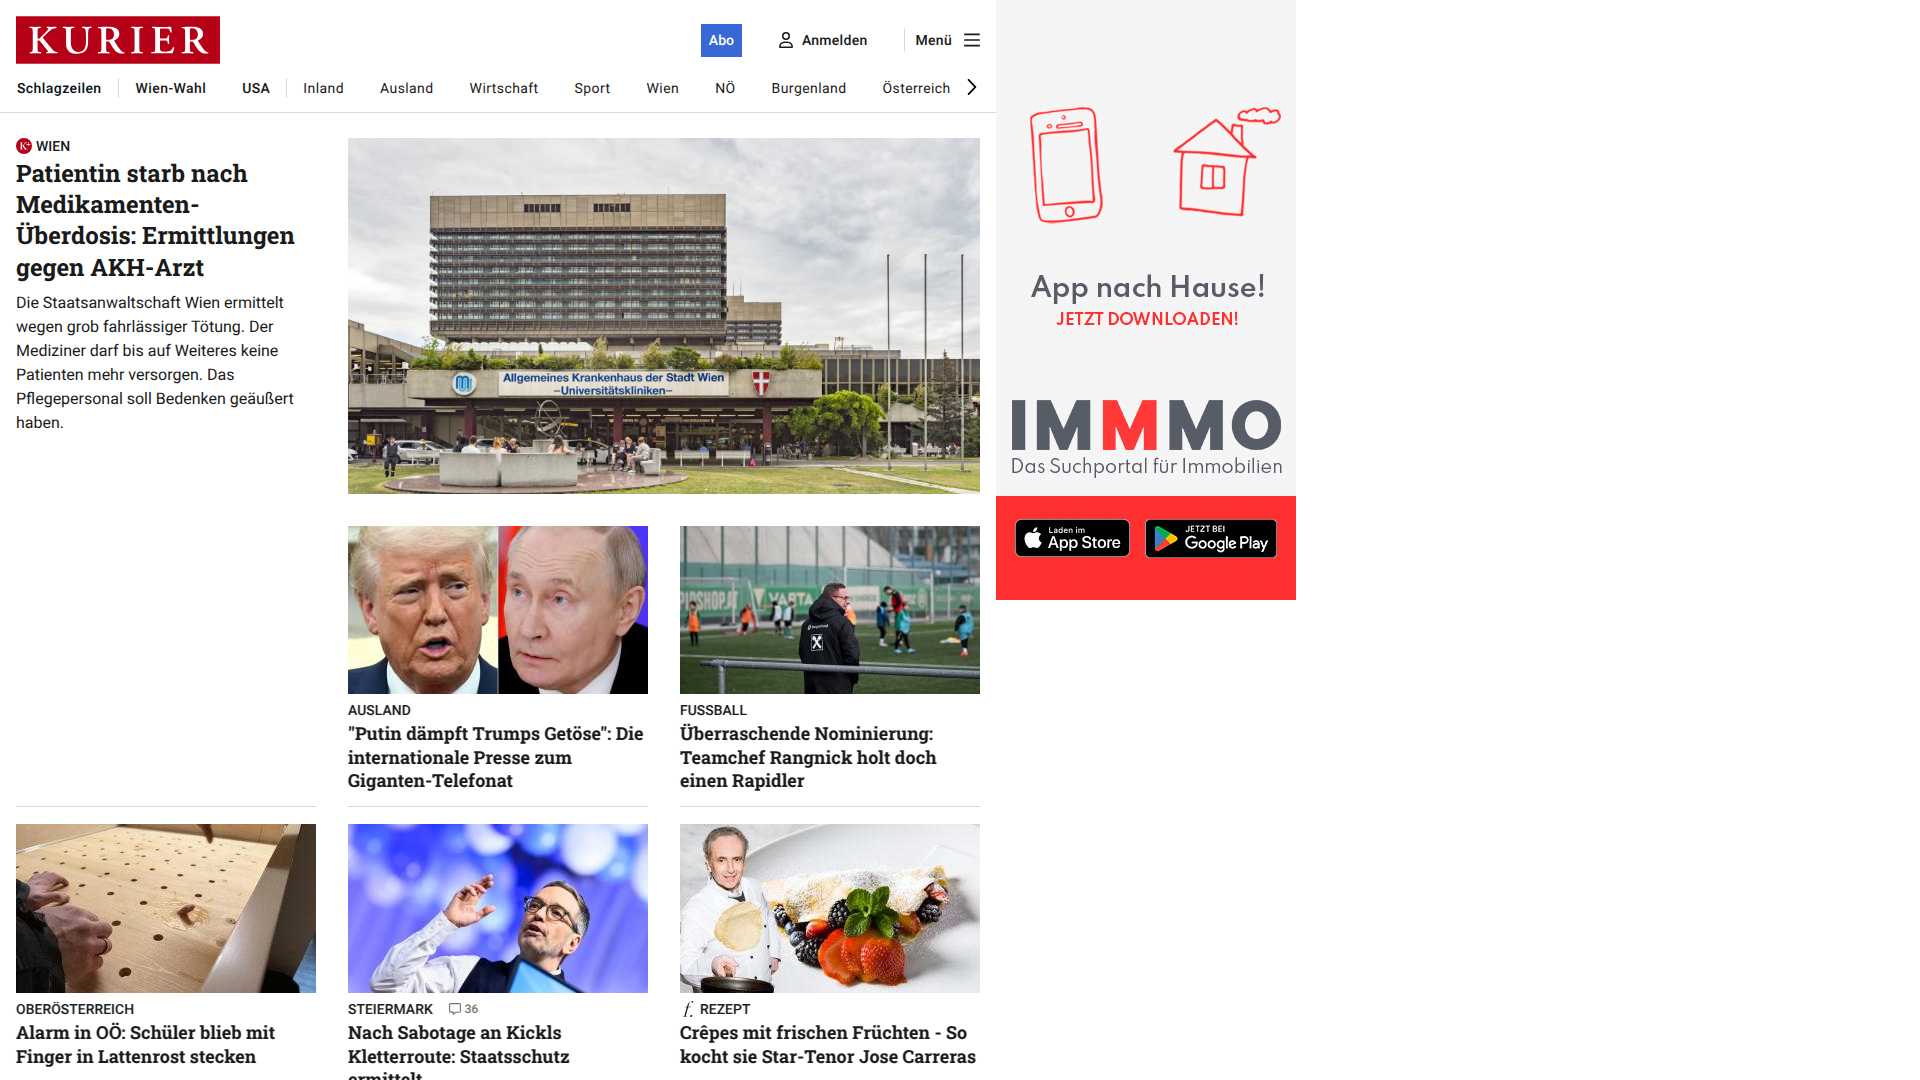 KURIER
Abo
Anmelden
Menü
Schlagzeilen
Wien-Wahl
USA
Inland
Ausland
Wirtschaft
Sport
Wien
NÖ
Burgenland
Österreich
WIEN
Patientin starb nach
Medikamenten-
Überdosis: Ermittlungen
gegen AKH-Arzt
Die Staatsanwaltschaft Wien ermittelt
wegen grob fahrlässiger Tötung. Der
Mediziner darf bis auf Weiteres keine
Patienten mehr versorgen. Das
Pflegepersonal soll Bedenken geäußert
haben.
Allgemeines Krankenhaus der Stadt Wien
-Universitätskliniken-
App nach Hause!
JETZT DOWNLOADEN!
IMMMO
Das Suchportal für Immobilien
Laden im
App Store
JETZT BEI
Google Play
VARTA
AUSLAND
"Putin dämpft Trumps Getöse": Die
internationale Presse zum
Giganten-Telefonat
FUSSBALL
Überraschende Nominierung:
Teamchef Rangnick holt doch
einen Rapidler
OBERÖSTERREICH
Alarm in OÖ: Schüler blieb mit
Finger in Lattenrost stecken
STEIERMARK 36
Nach Sabotage an Kickls
Kletterroute: Staatsschutz
ermittelt
f. REZEPT
Crêpes mit frischen Früchten - So
kocht sie Star-Tenor Jose Carreras